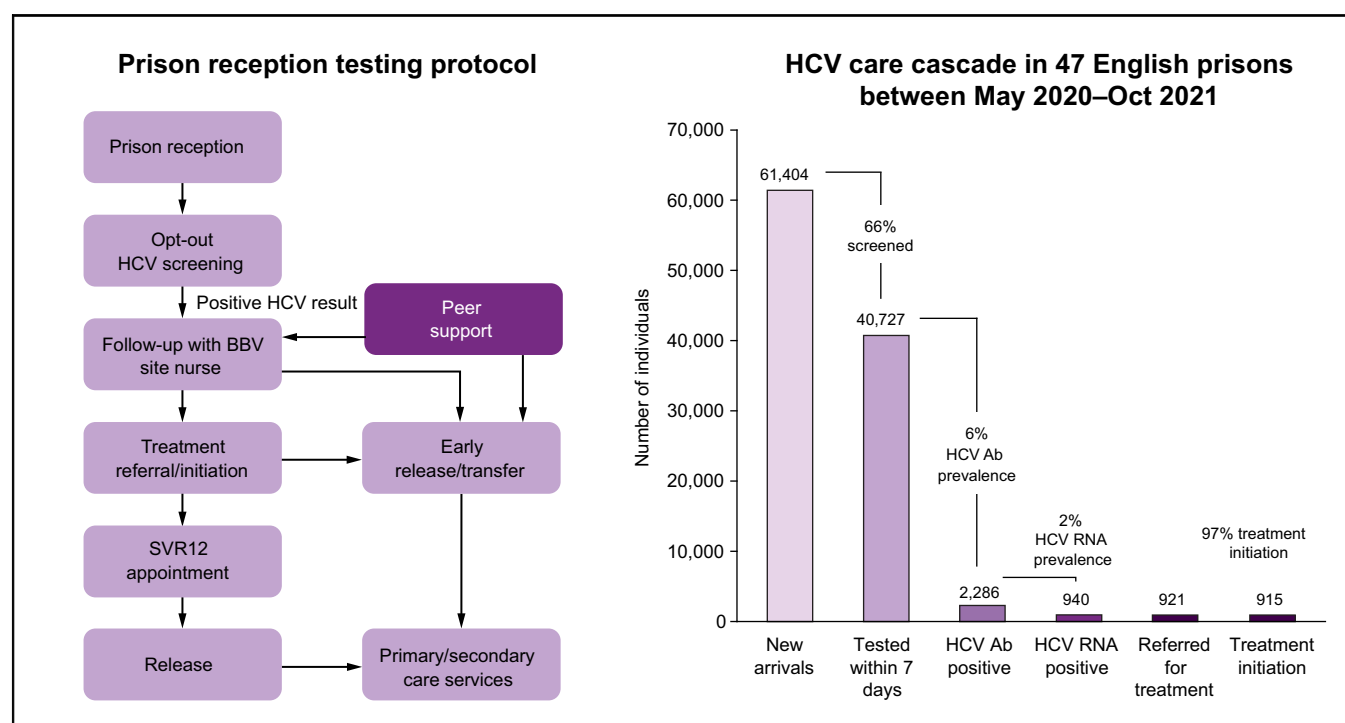 Prison reception testing protocol
Prison reception
Opt-out
HCV screening
Positive HCV result
Peer
support
Follow-up with BBV
site nurse
Treatment
referral/initiation
Early
release/transfer
SVR12
appointment
Release
Primary/secondary
care services
HCV care cascade in 47 English prisons
between May 2020–Oct 2021
Number of individuals
70,000
60,000
50,000
40,000
30,000
20,000
10,000
0
61,404
66%
screened
40,727
6%
HCV Ab
prevalence
2,286
2%
HCV RNA
prevalence
940
921
97% treatment
initiation
915
New
arrivals
Tested
within 7
days
HCV Ab
positive
HCV RNA
positive
Referred
for
treatment
Treatment
initiation